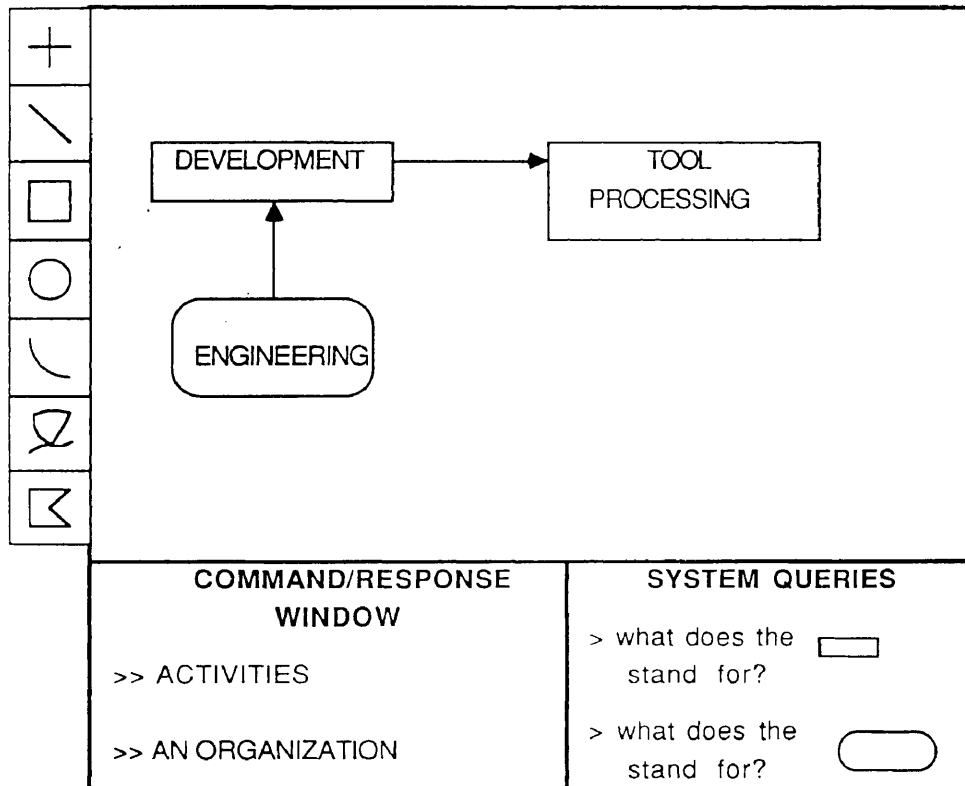 DEVELOPMENT
TOOL
PROCESSING
ENGINEERING
COMMAND/RESPONSE
WINDOW
>> ACTIVITIES
>> AN ORGANIZATION
SYSTEM QUERIES
> what does the
stand for?
> what does the
stand for?